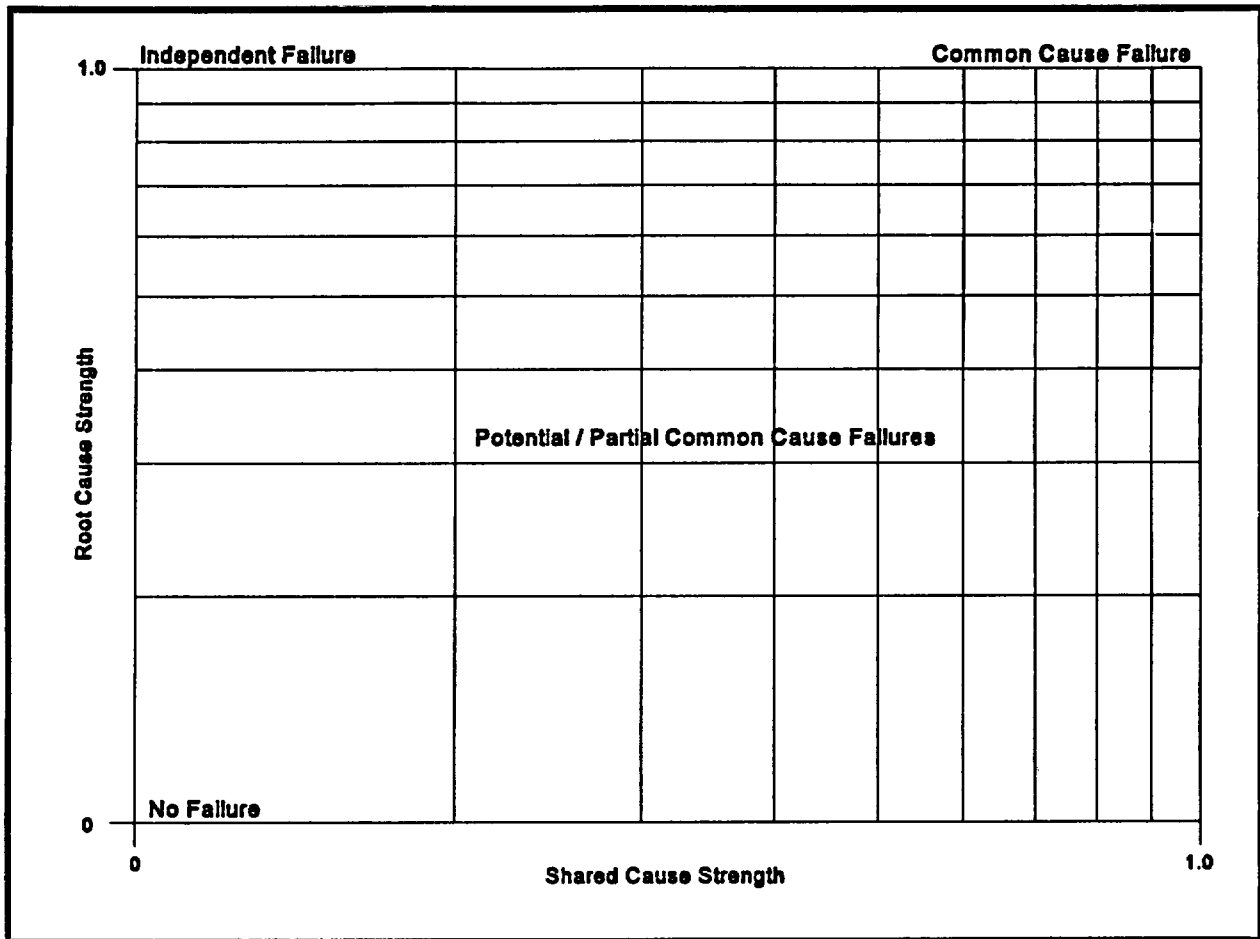 Independent Failure
Common Cause Failure
1.0
Root Cause Strength
Potential / Partial Common Cause Failures
No Failure
0
0
1.0
Shared Cause Strength